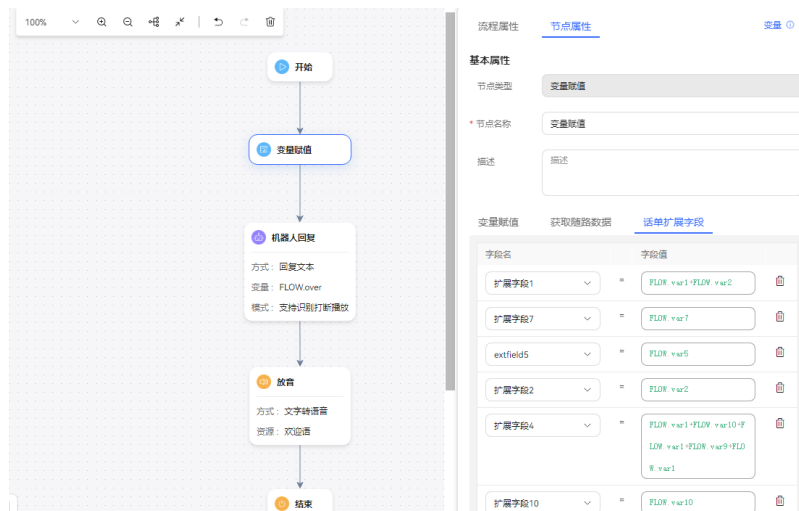 100%
开始
变量赋值
机器人回复
方式： 回复文本
变量： FLOW.over
模式： 支持识别打断播放
放音
方式： 文字转语音
资源： 欢迎语
结束
流程属性 节点属性 变量
基本属性
节点类型 变量赋值
* 节点名称 变量赋值
描述 描述
变量赋值 获取随路数据 话单扩展字段
字段名 字段值
扩展字段1 = FLOW.var1+FLOW.var2
扩展字段7 = FLOW.var7
extfield5 = FLOW.var5
扩展字段2 = FLOW.var2
扩展字段4 = FLOW.var1+FLOW.var10+F
LOW.var1+FLOW.var9+FLO
W.var1
扩展字段10 = FLOW.var10